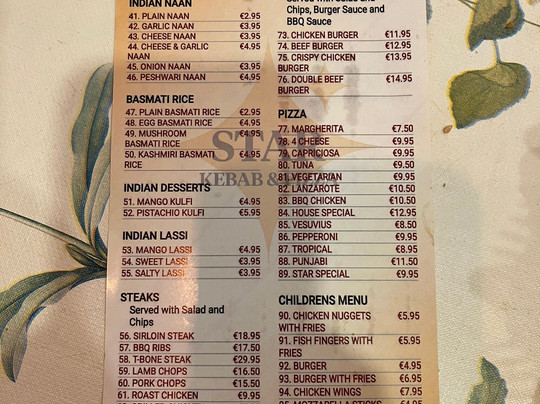 INDIAN NAAN
41. PLAIN NAAN €2.95
42. GARLIC NAAN €3.95
43. CHEESE NAAN €3.95
44. CHEESE & GARLIC €4.95
NAAN
45. ONION NAAN €3.95
46. PESHWARI NAAN €4.95
BASMATI RICE
47. PLAIN BASMATI RICE €2.95
48. EGG BASMATI RICE €4.95
49. MUSHROOM €4.95
BASMATI RICE
50. KASHMIRI BASMATI €4.95
RICE
INDIAN DESSERTS
51. MANGO KULFI €4.95
52. PISTACHIO KULFI €5.95
INDIAN LASSI
53. MANGO LASSI €4.95
54. SWEET LASSI €3.95
55. SALTY LASSI €3.95
STEAKS
Served with Salad and
Chips
56. SIRLOIN STEAK €18.95
57. BBQ RIBS €17.50
58. T-BONE STEAK €29.95
59. LAMB CHOPS €16.50
60. PORK CHOPS €15.50
61. ROAST CHICKEN €9.95
Chips, Burger Sauce and
BBQ Sauce
73. CHICKEN BURGER €11.95
74. BEEF BURGER €12.95
75. CRISPY CHICKEN €13.95
BURGER
76. DOUBLE BEEF €14.95
BURGER
PIZZA
77. MARGHERITA €7.50
78. 4 CHEESE €9.95
79. CAPRICIOSA €9.95
80. TUNA €9.50
81. VEGETARIAN €9.95
82. LANZAROTE €10.50
83. BBQ CHICKEN €10.50
84. HOUSE SPECIAL €12.95
85. VESUVIUS €8.50
86. PEPPERONI €9.95
87. TROPICAL €8.95
88. PUNJABI €11.50
89. STAR SPECIAL €9.95
CHILDRENS MENU
90. CHICKEN NUGGETS €5.95
WITH FRIES
91. FISH FINGERS WITH €5.95
FRIES
92. BURGER €4.95
93. BURGER WITH FRIES €6.95
94. CHICKEN WINGS €7.95
95. MOZZARELLA STICKS €4.95
STAR
KEBAB &